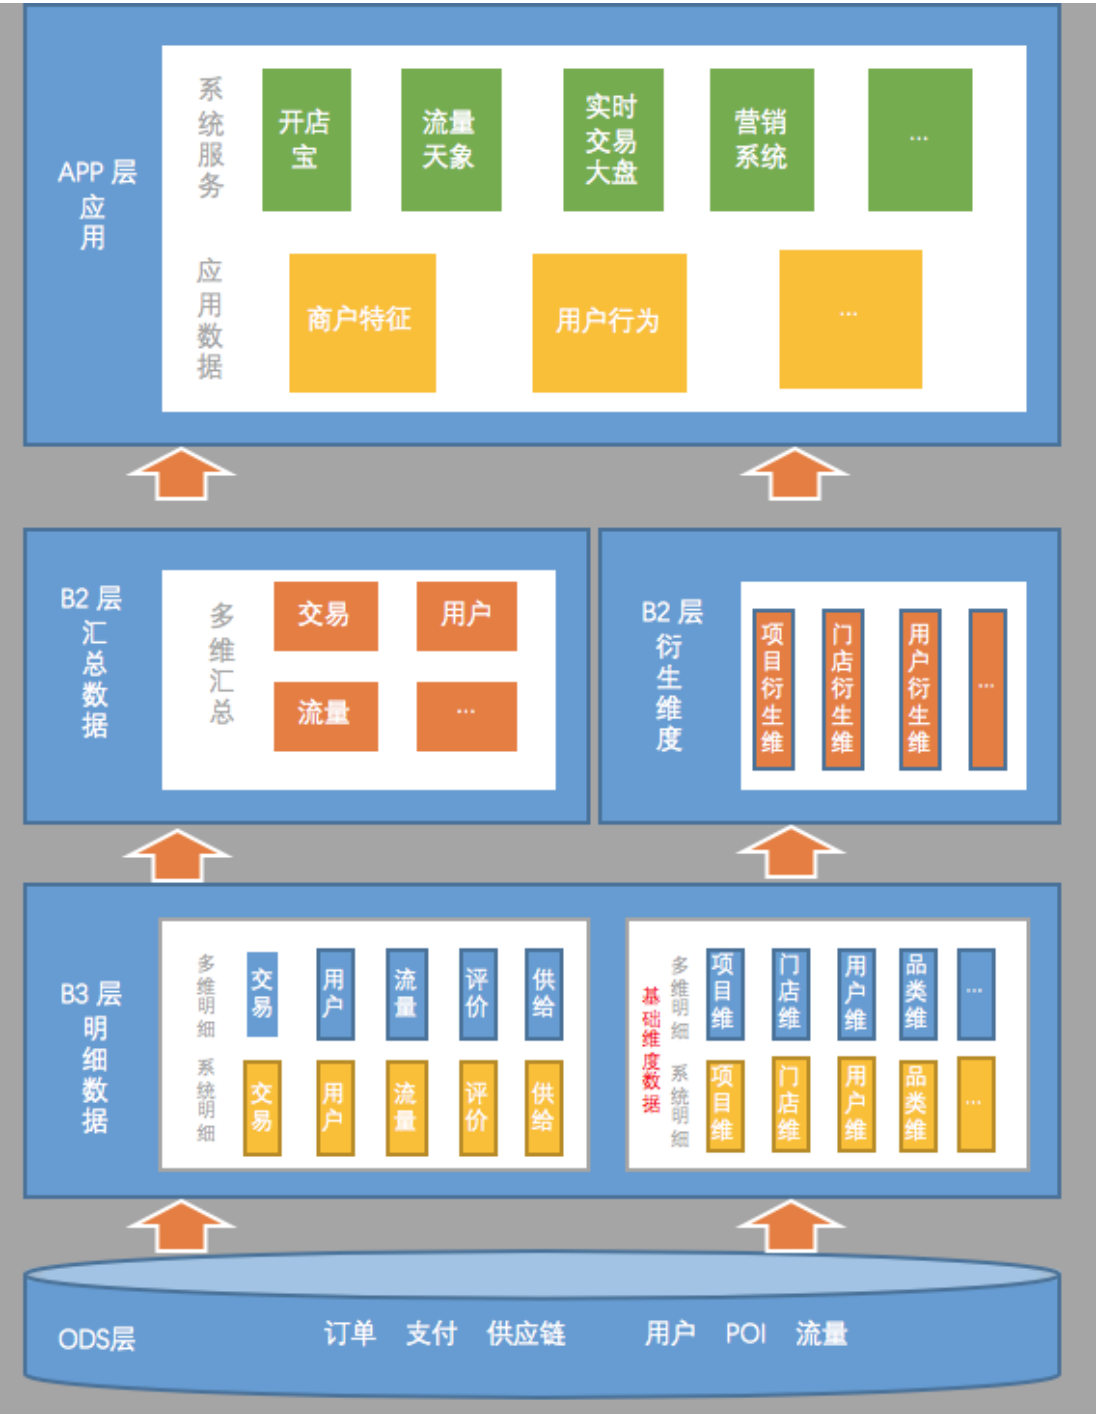 APP 层
应
用
系统服务
开店
宝
流量
天象
实时
交易
大盘
营销
系统
...
应用数据
商户特征
用户行为
...
B2 层
汇总数据
多维汇总
交易
用户
流量
...
B2 层
衍生维度
项目衍生维
门店衍生维
用户衍生维
...
B3 层
明细数据
多维明细
交易
用户
流量
评价
供给
系统明细
交易
用户
流量
评价
供给
基础维度数据
多维明细
项目维
门店维
用户维
品类维
...
系统明细
项目维
门店维
用户维
品类维
...
ODS层
订单 支付 供应链 用户 POI 流量